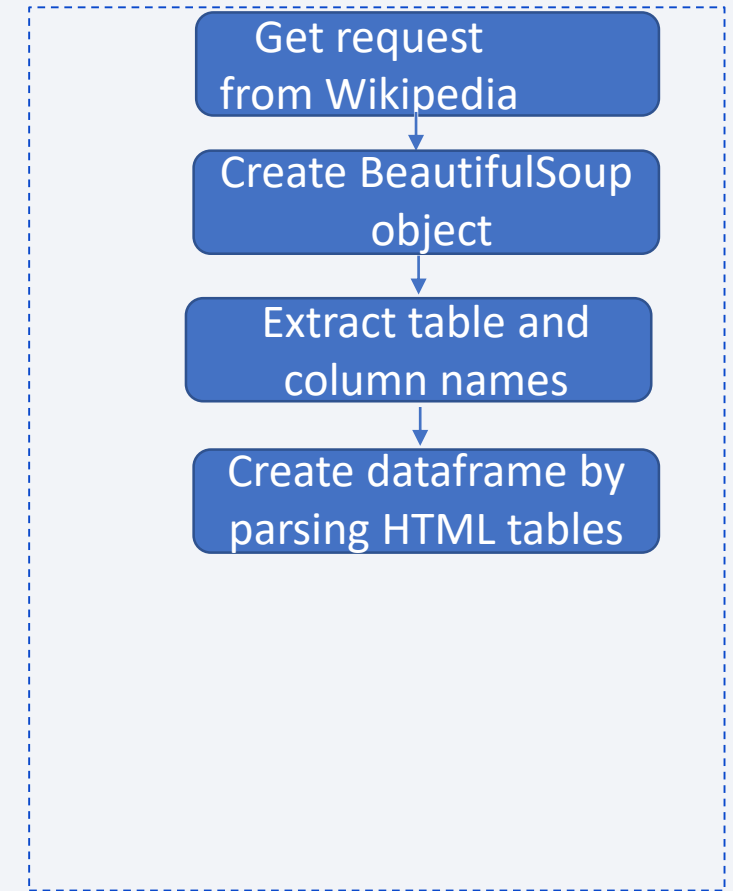 Get request
from Wikipedia
Create BeautifulSoup
object
Extract table and
column names
Create dataframe by
parsing HTML tables